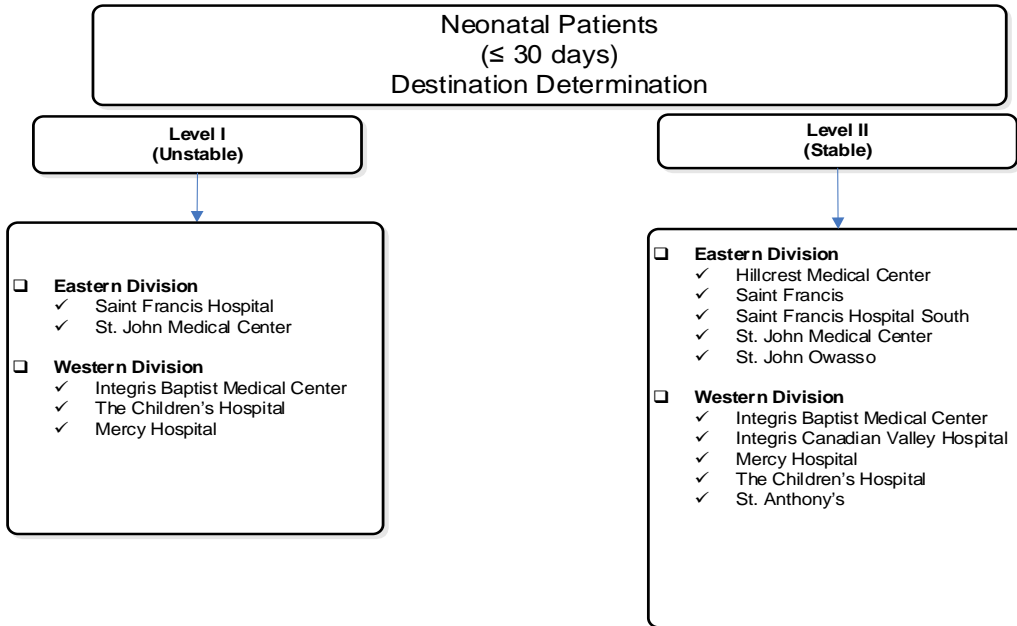 Neonatal Patients
(≤ 30 days)
Destination Determination
Level I
(Unstable)
❑ Eastern Division
✓ Saint Francis Hospital
✓ St. John Medical Center
❑ Western Division
✓ Integris Baptist Medical Center
✓ The Children's Hospital
✓ Mercy Hospital
Level II
(Stable)
❑ Eastern Division
✓ Hillcrest Medical Center
✓ Saint Francis
✓ Saint Francis Hospital South
✓ St. John Medical Center
✓ St. John Owasso
❑ Western Division
✓ Integris Baptist Medical Center
✓ Integris Canadian Valley Hospital
✓ Mercy Hospital
✓ The Children's Hospital
✓ St. Anthony's